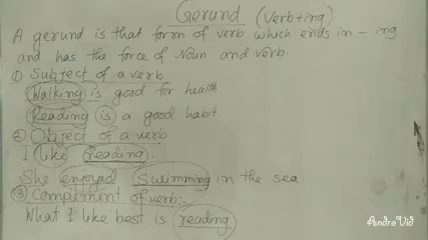 Gerund (Verb+ing)
A gerund is that form of verb which ends in - ing
and has the force of Noun and verb.
① Subject of a verb
Walking is good for health
Reading is a good habit
② Object of a verb
I like reading.
She enjoyed swimming in the sea
③ Complement of verb:-
What I like best is reading.
AndroVid